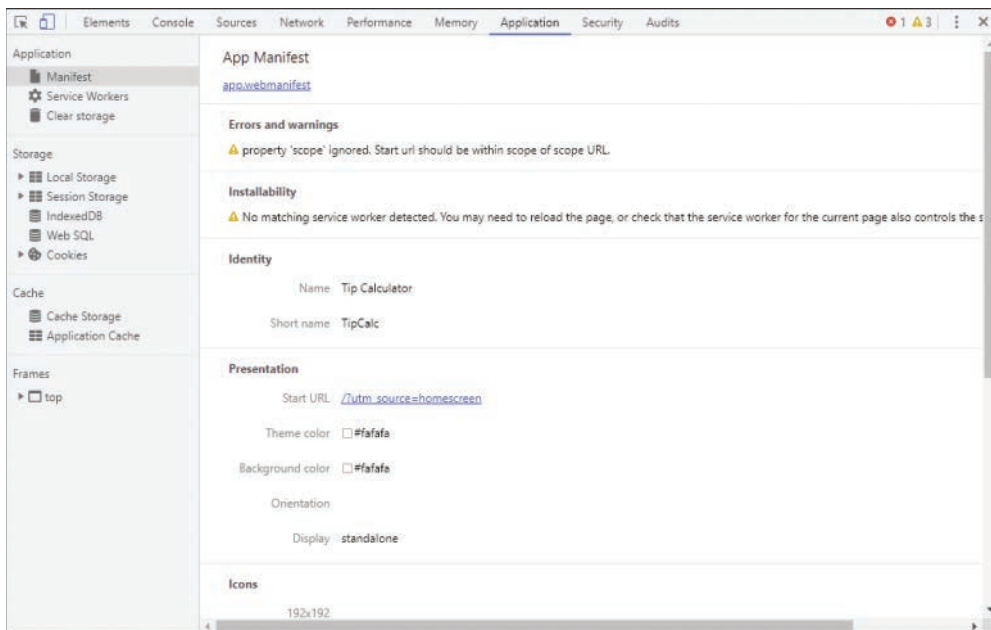 Elements Console Sources Network Performance Memory Application Security Audits 1 3
Application
Manifest
Service Workers
Clear storage
Storage
Local Storage
Session Storage
IndexedDB
Web SQL
Cookies
Cache
Cache Storage
Application Cache
Frames
top
App Manifest
app.webmanifest
Errors and warnings
property 'scope' ignored. Start url should be within scope of scope URL.
Installability
No matching service worker detected. You may need to reload the page, or check that the service worker for the current page also controls the s
Identity
Name Tip Calculator
Short name TipCalc
Presentation
Start URL /?utm_source=homescreen
Theme color #fafafa
Background color #fafafa
Orientation
Display standalone
Icons
192x192